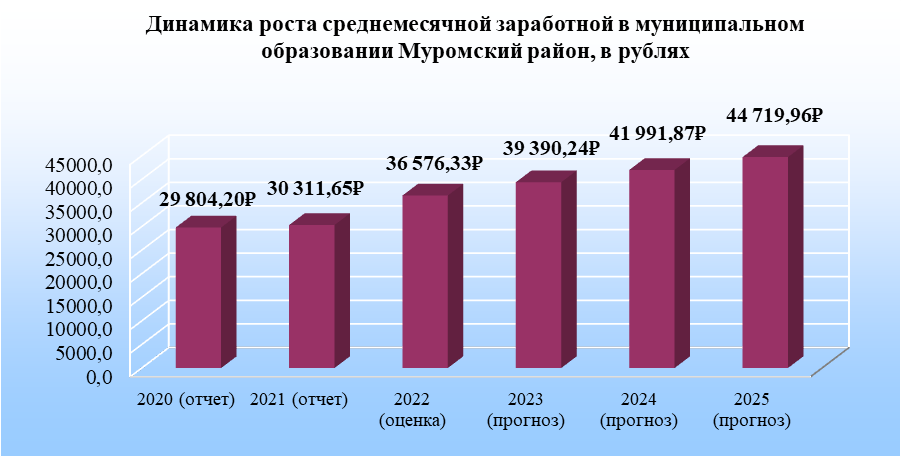 Динамика роста среднемесячной заработной в муниципальном
образовании Муромский район, в рублях
44 719,96₽
41 991,87₽
39 390,24₽
36 576,33₽
30 311,65₽
29 804,20₽
45000,0
40000,0
35000,0
30000,0
25000,0
20000,0
15000,0
10000,0
5000,0
0,0
2020 (отчет)
2021 (отчет)
2022
(оценка)
2023
(прогноз)
2024
(прогноз)
2025
(прогноз)